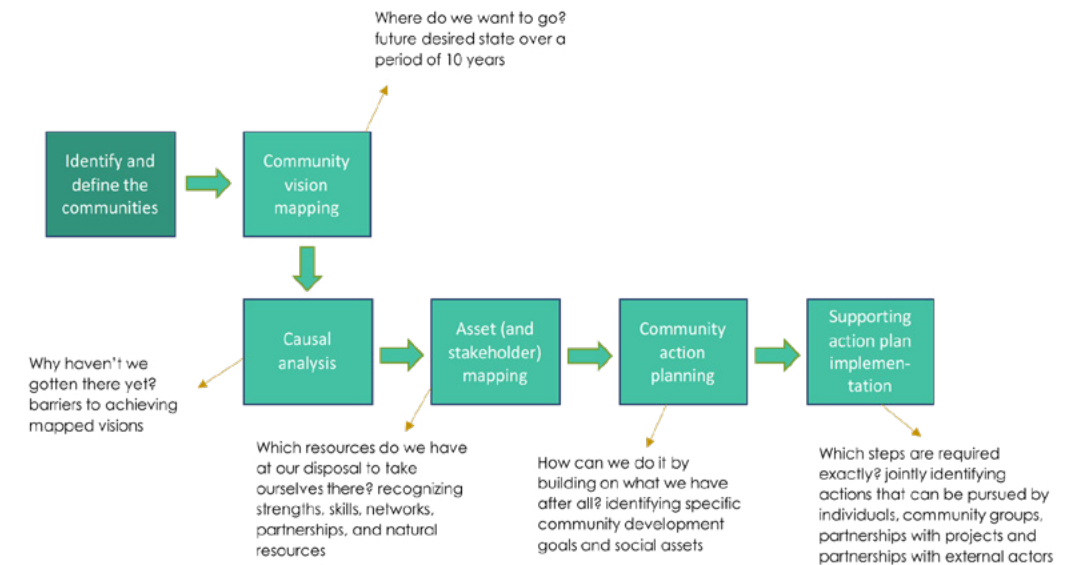 Where do we want to go?
future desired state over a
period of 10 years
Identify and
define the
communities
Community
vision
mapping
Causal
analysis
Asset (and
stakeholder)
mapping
Community
action
planning
Supporting
action plan
implemen-
tation
Why haven't we
gotten there yet?
barriers to achieving
mapped visions
Which resources do we have
at our disposal to take
ourselves there? recognizing
strengths, skills, networks,
partnerships, and natural
resources
How can we do it by
building on what we have
after all? identifying specific
community development
goals and social assets
Which steps are required
exactly? jointly identifying
actions that can be pursued by
individuals, community groups,
partnerships with projects and
partnerships with external actors